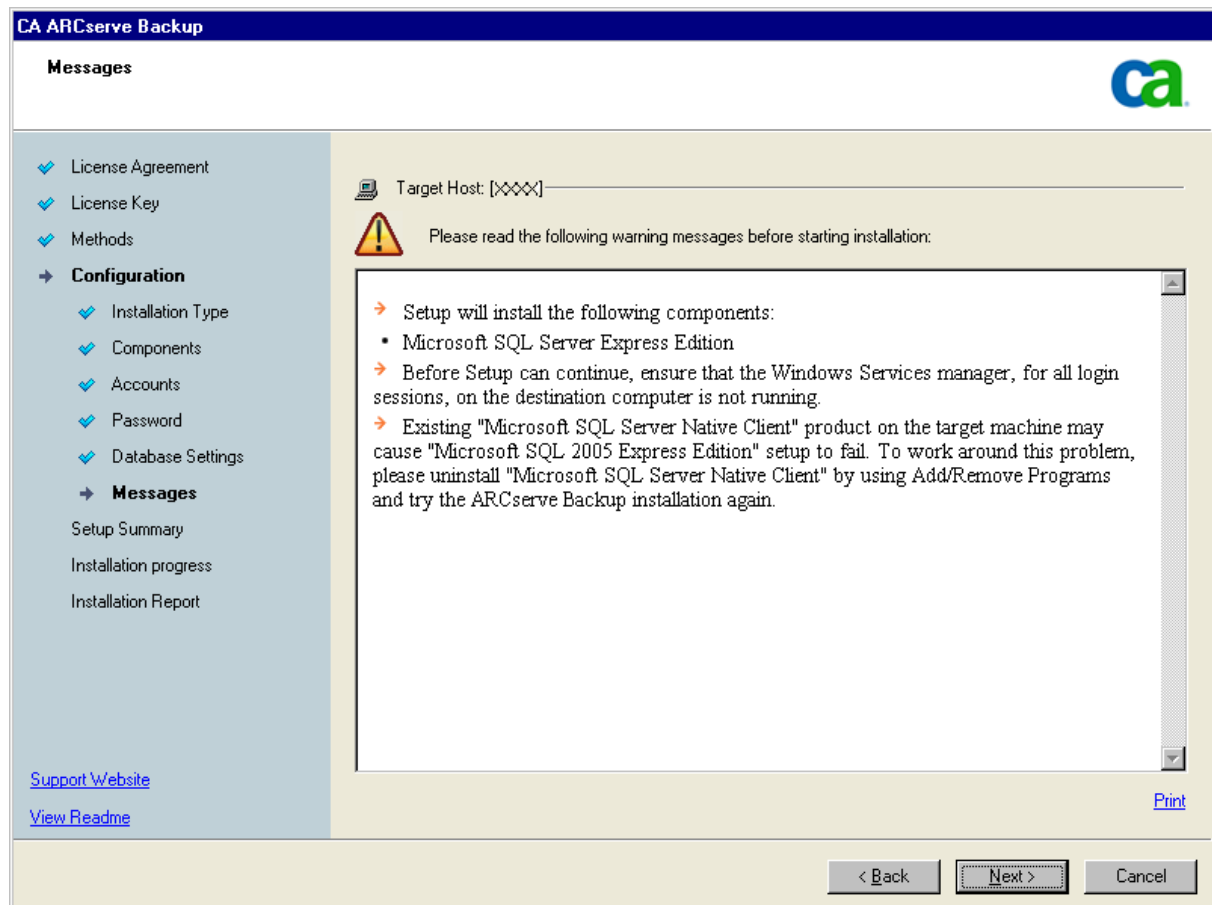 CA ARCserve Backup
Messages
ca
License Agreement
License Key
Methods
Configuration
Installation Type
Components
Accounts
Password
Database Settings
Messages
Setup Summary
Installation progress
Installation Report
Support Website
View Readme
Target Host: [XXXX]
Please read the following warning messages before starting installation:
Setup will install the following components:
• Microsoft SQL Server Express Edition
Before Setup can continue, ensure that the Windows Services manager, for all login
sessions, on the destination computer is not running.
Existing "Microsoft SQL Server Native Client" product on the target machine may
cause "Microsoft SQL 2005 Express Edition" setup to fail. To work around this problem,
please uninstall "Microsoft SQL Server Native Client" by using Add/Remove Programs
and try the ARCserve Backup installation again.
Print
< Back
Next >
Cancel